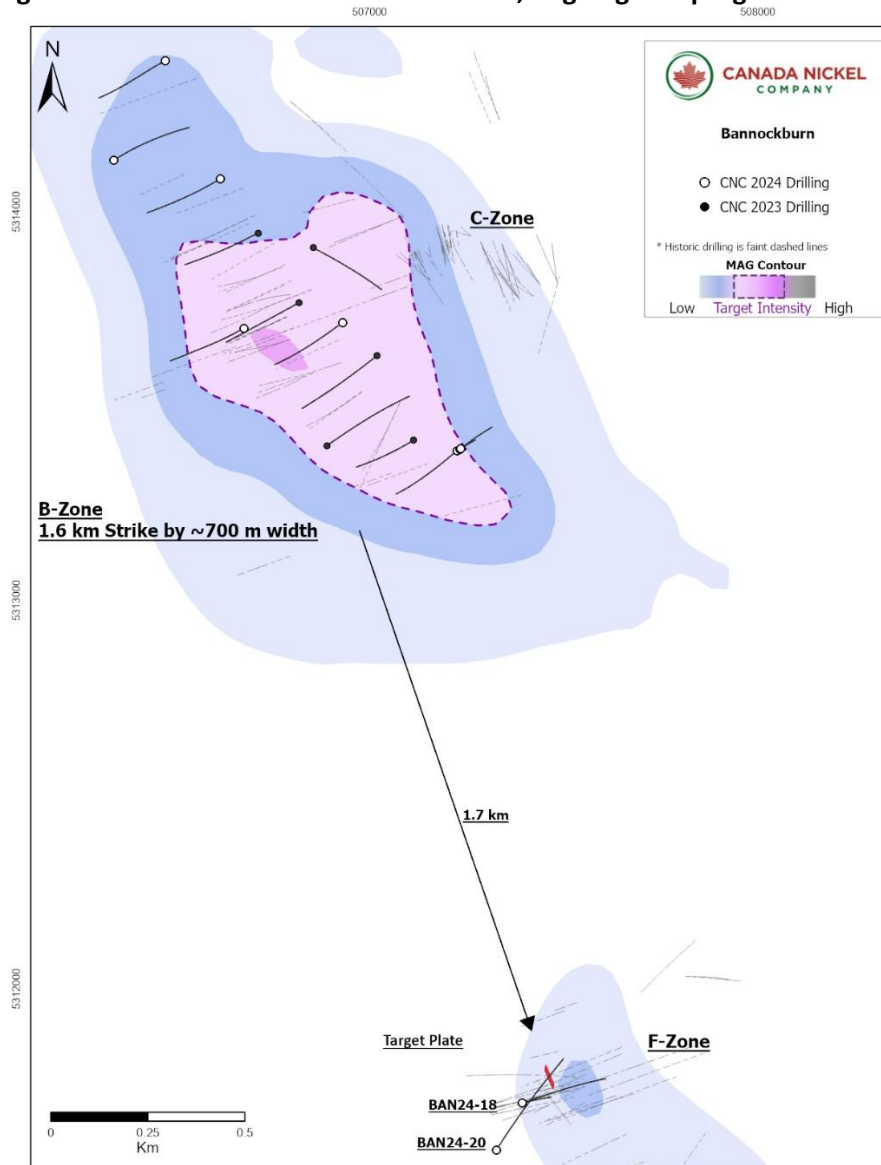 507000
508000
N
CANADA NICKEL
COMPANY
Bannockburn
CNC 2024 Drilling
CNC 2023 Drilling
* Historic drilling is faint dashed lines
MAG Contour
Low Target Intensity High
5314000
C-Zone
B-Zone
1.6 km Strike by ~700 m width
5313000
1.7 km
5312000
Target Plate
F-Zone
BAN24-18
BAN24-20
0 0.25 0.5
Km